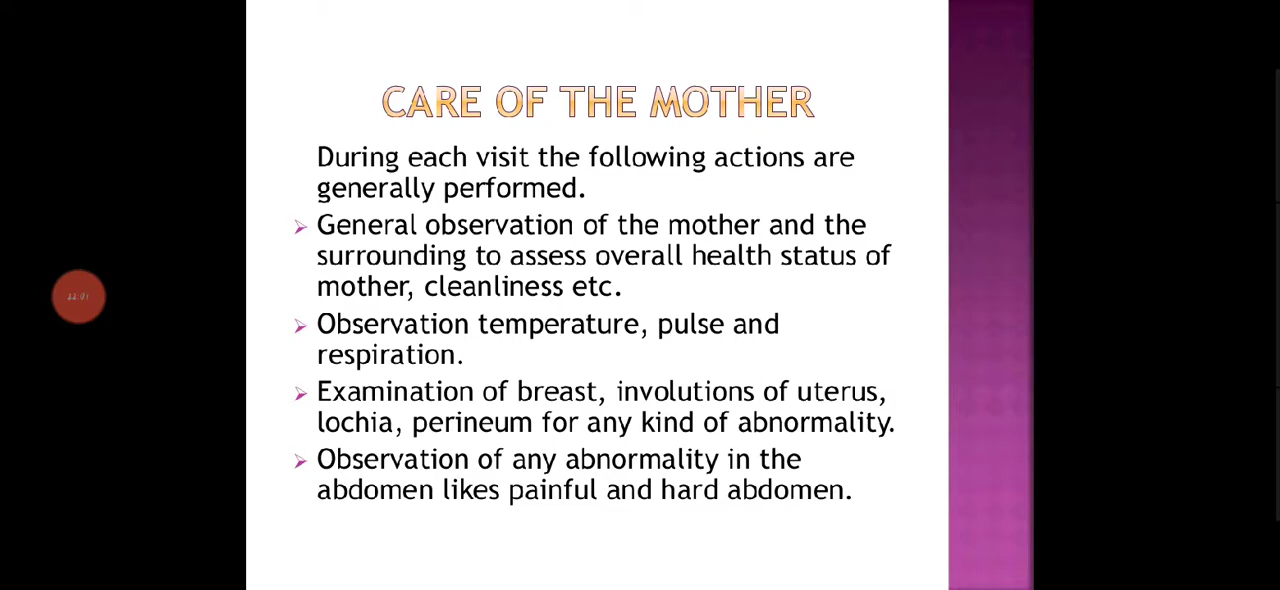 CARE OF THE MOTHER
During each visit the following actions are
generally performed.
General observation of the mother and the
surrounding to assess overall health status of
mother, cleanliness etc.
Observation temperature, pulse and
respiration.
Examination of breast, involutions of uterus,
lochia, perineum for any kind of abnormality.
Observation of any abnormality in the
abdomen likes painful and hard abdomen.